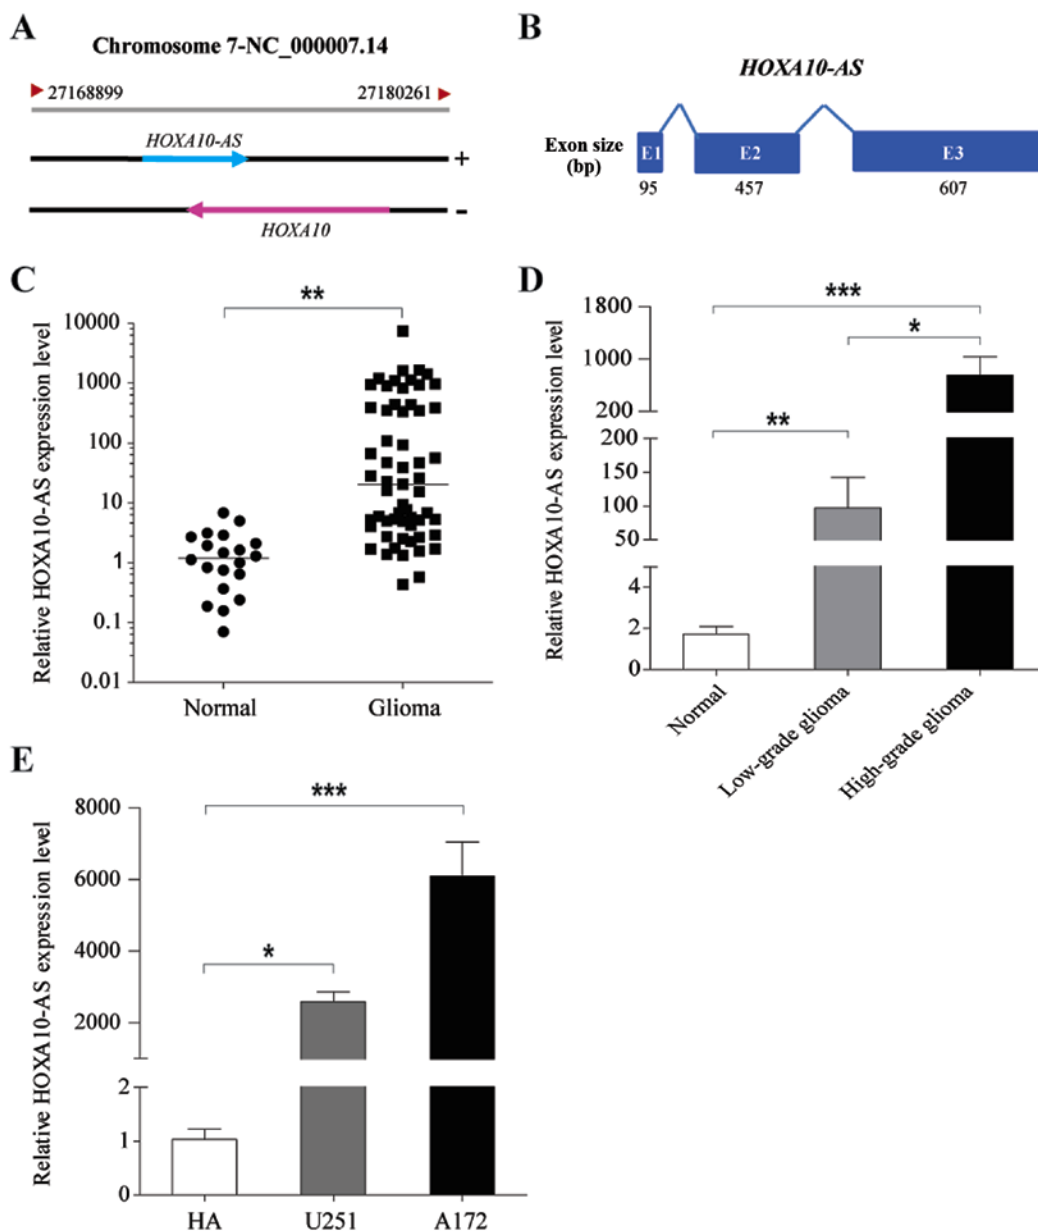 A
Chromosome 7-NC_000007.14
27168899
27180261
HOXA10-AS
+
-
HOXA10
B
HOXA10-AS
Exon size
(bp)
E1
E2
E3
95
457
607
C
**
Relative HOXA10-AS expression level
10000
1000
100
10
1
0.1
0.01
Normal
Glioma
D
***
*
**
Relative HOXA10-AS expression level
1800
1000
200
200
150
100
50
4
2
0
Normal
Low-grade glioma
High-grade glioma
E
***
*
Relative HOXA10-AS expression level
8000
6000
4000
2000
2
1
0
HA
U251
A172